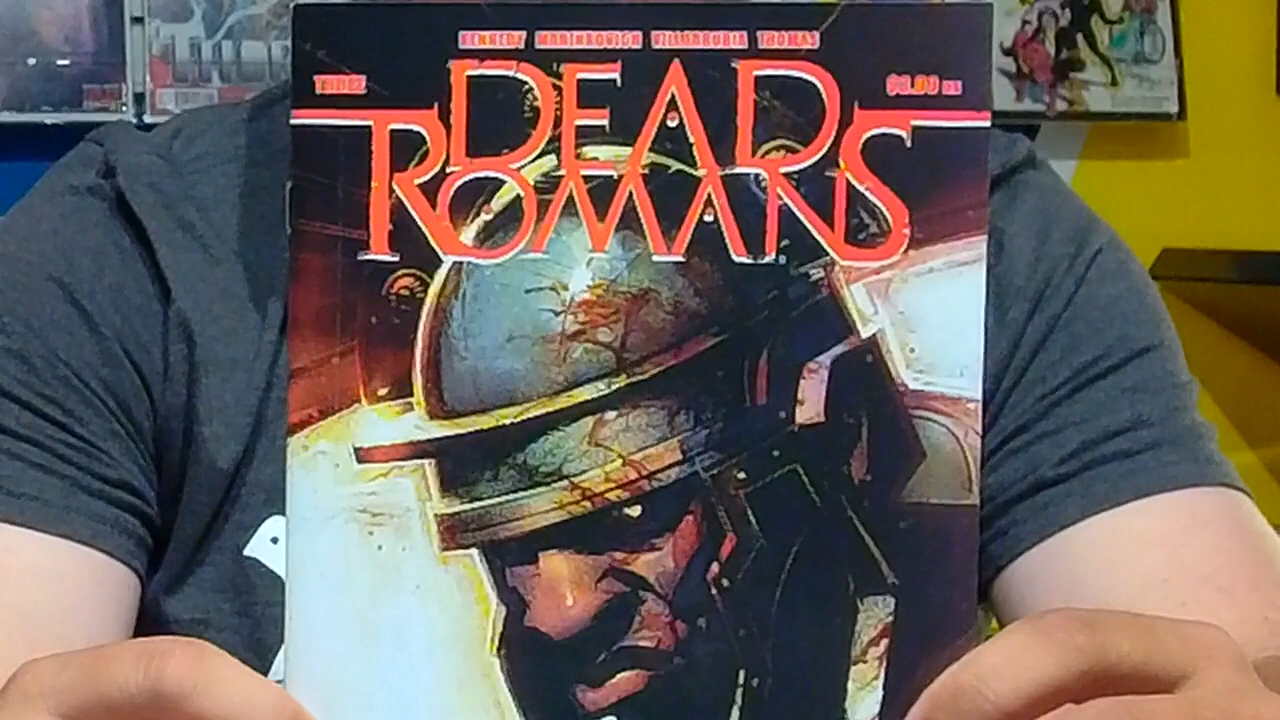 KENNEDY MARINKOVICH VILLARRUBIA THOMAS
THREE
DEAD
ROMANS